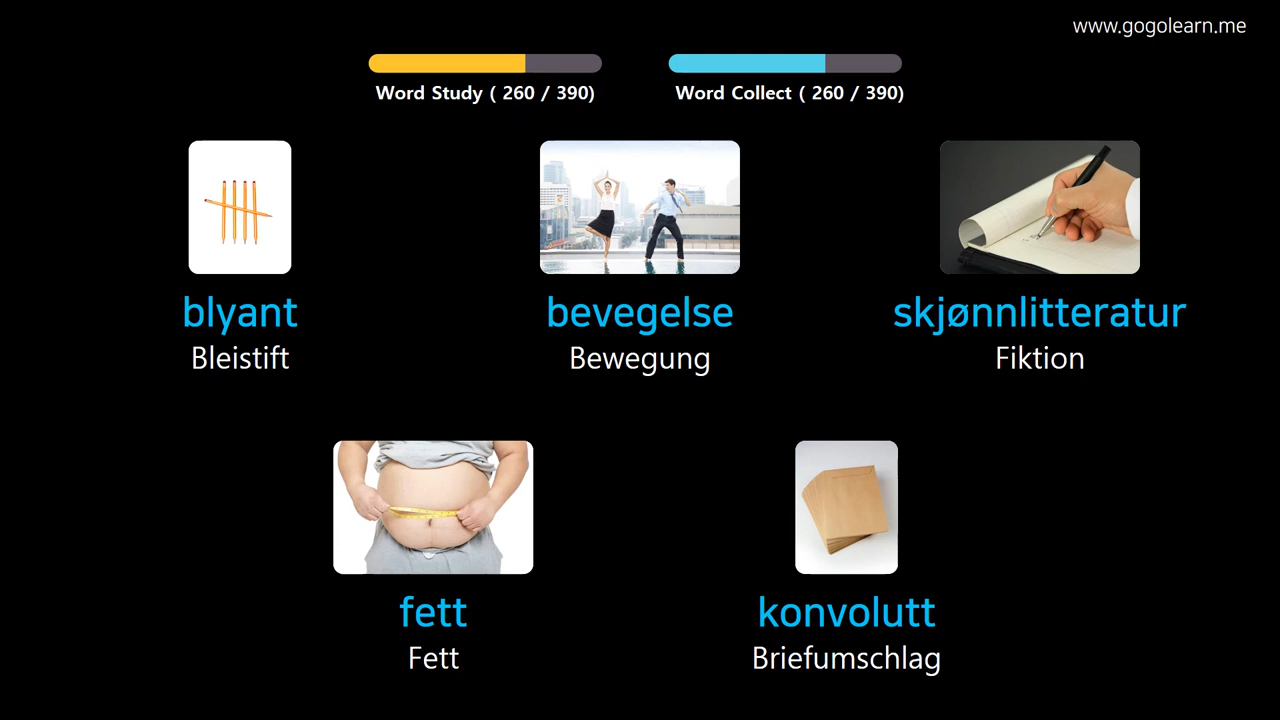 www.gogolearn.me
Word Study ( 260 / 390)
Word Collect ( 260 / 390)
blyant
Bleistift
bevegelse
Bewegung
skjønnlitteratur
Fiktion
fett
Fett
konvolutt
Briefumschlag